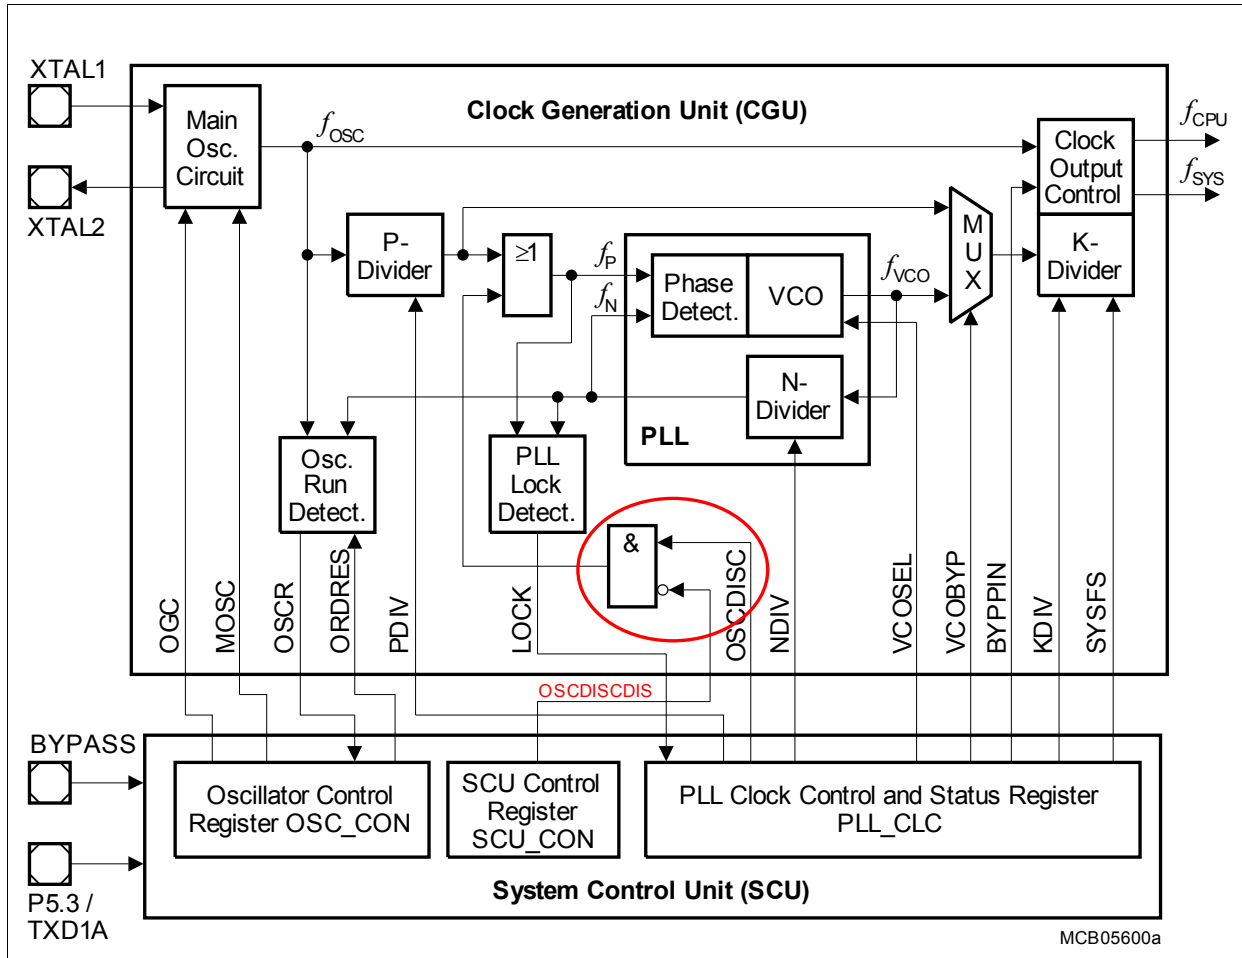 XTAL1
XTAL2
Clock Generation Unit (CGU)
Main
Osc.
Circuit
fOSC
fCPU
fSYS
Clock
Output
Control
K-
Divider
M
U
X
P-
Divider
≥1
fP
fN
Phase
Detect.
VCO
fVCO
N-
Divider
PLL
Osc.
Run
Detect.
PLL
Lock
Detect.
&
OGC
MOSC
OSCR
ORDRES
PDIV
LOCK
OSCDISC
NDIV
VCOSEL
VCOBYP
BYPPIN
KDIV
SYSFS
OSCDISCDIS
BYPASS
P5.3 /
TXD1A
Oscillator Control
Register OSC_CON
SCU Control
Register
SCU_CON
PLL Clock Control and Status Register
PLL_CLC
System Control Unit (SCU)
MCB05600a